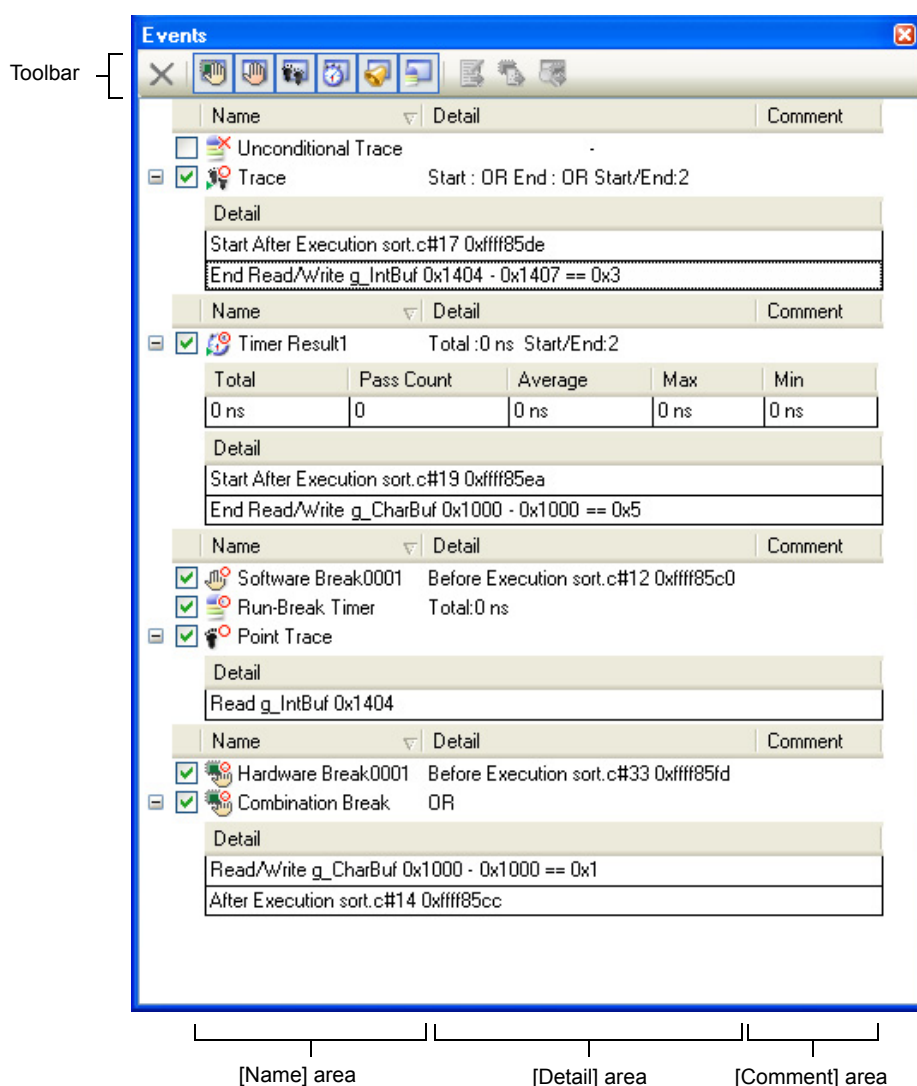 Events
Toolbar
Name Detail Comment
Unconditional Trace -
Trace Start : OR End : OR Start/End:2
Detail
Start After Execution sort.c#17 0xffff85de
End Read/Write g_IntBuf 0x1404 - 0x1407 == 0x3
Name Detail Comment
Timer Result1 Total :0 ns Start/End:2
Total Pass Count Average Max Min
0 ns 0 0 ns 0 ns 0 ns
Detail
Start After Execution sort.c#19 0xffff85ea
End Read/Write g_CharBuf 0x1000 - 0x1000 == 0x5
Name Detail Comment
Software Break0001 Before Execution sort.c#12 0xffff85c0
Run-Break Timer Total:0 ns
Point Trace
Detail
Read g_IntBuf 0x1404
Name Detail Comment
Hardware Break0001 Before Execution sort.c#33 0xffff85fd
Combination Break OR
Detail
Read/Write g_CharBuf 0x1000 - 0x1000 == 0x1
After Execution sort.c#14 0xffff85cc
[Name] area [Detail] area [Comment] area